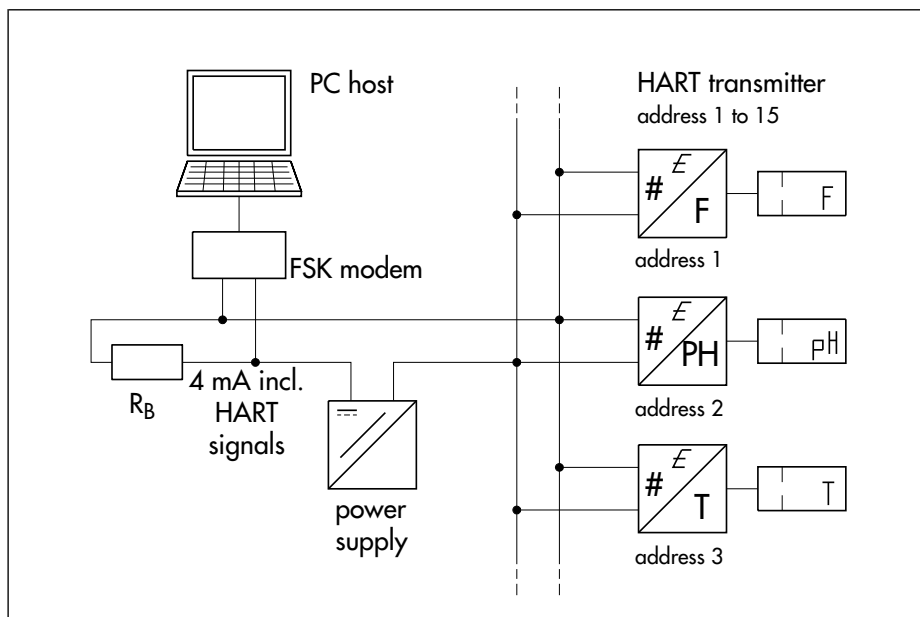 PC host
HART transmitter
address 1 to 15
# F
F
address 1
FSK modem
# PH
pH
address 2
RB
4 mA incl.
HART
signals
power
supply
# T
T
address 3